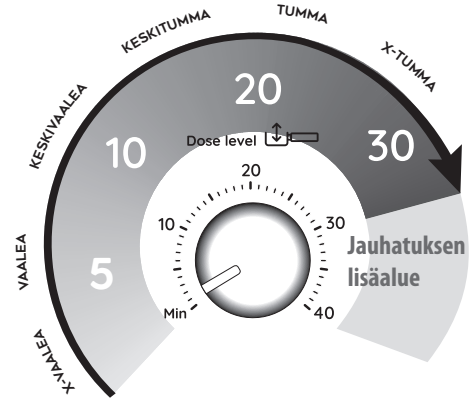 X-VAALEA
VAALEA
KESKIVAALEA
KESKITUMMA
TUMMA
X-TUMMA
5
10
20
30
Dose level
Min
10
20
30
40
Jauhatuksen
lisäalue